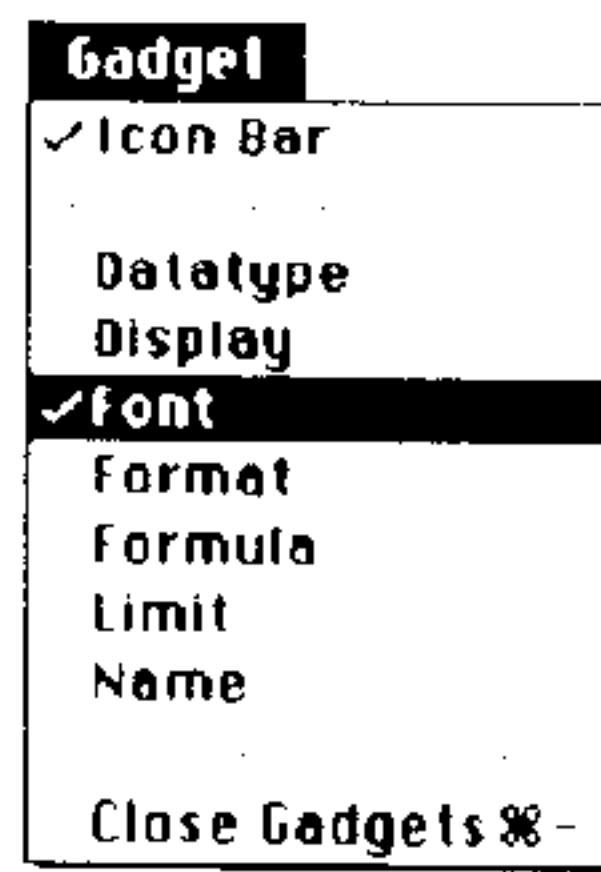 Gadget
✓Icon Bar
Datatype
Display
✓Font
Format
Formula
Limit
Name
Close Gadgets ⌘-